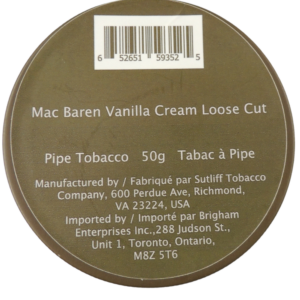 6 52651 59352 5
Mac Baren Vanilla Cream Loose Cut
Pipe Tobacco 50g Tabac à Pipe
Manufactured by / Fabriqué par Sutliff Tobacco
Company, 600 Perdue Ave, Richmond,
VA 23224, USA
Imported by / Importé par Brigham
Enterprises Inc.,288 Judson St.,
Unit 1, Toronto, Ontario,
M8Z 5T6